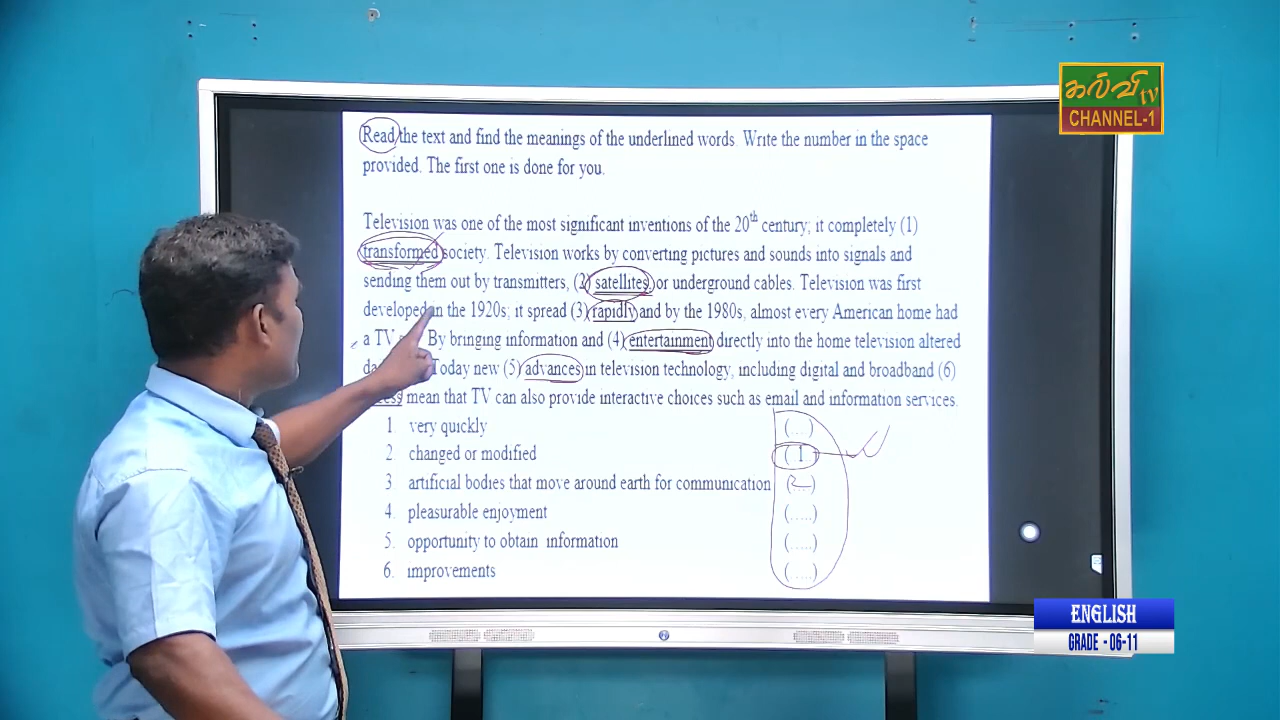 கல்வி tv
CHANNEL-1
Read the text and find the meanings of the underlined words. Write the number in the space
provided. The first one is done for you.
Television was one of the most significant inventions of the 20th century; it completely (1)
transformed society. Television works by converting pictures and sounds into signals and
sending them out by transmitters, (2) satellites, or underground cables. Television was first
developed in the 1920s; it spread (3) rapidly and by the 1980s, almost every American home had
a TV By bringing information and (4) entertainment directly into the home television altered
Today new (5) advances in television technology, including digital and broadband (6)
mean that TV can also provide interactive choices such as email and information services.
1. very quickly (....)
2. changed or modified ( 1
3. artificial bodies that move around earth for communication (2)
4. pleasurable enjoyment (.....)
5. opportunity to obtain information (.....)
6. improvements (.....)
ENGLISH
GRADE - 06-11